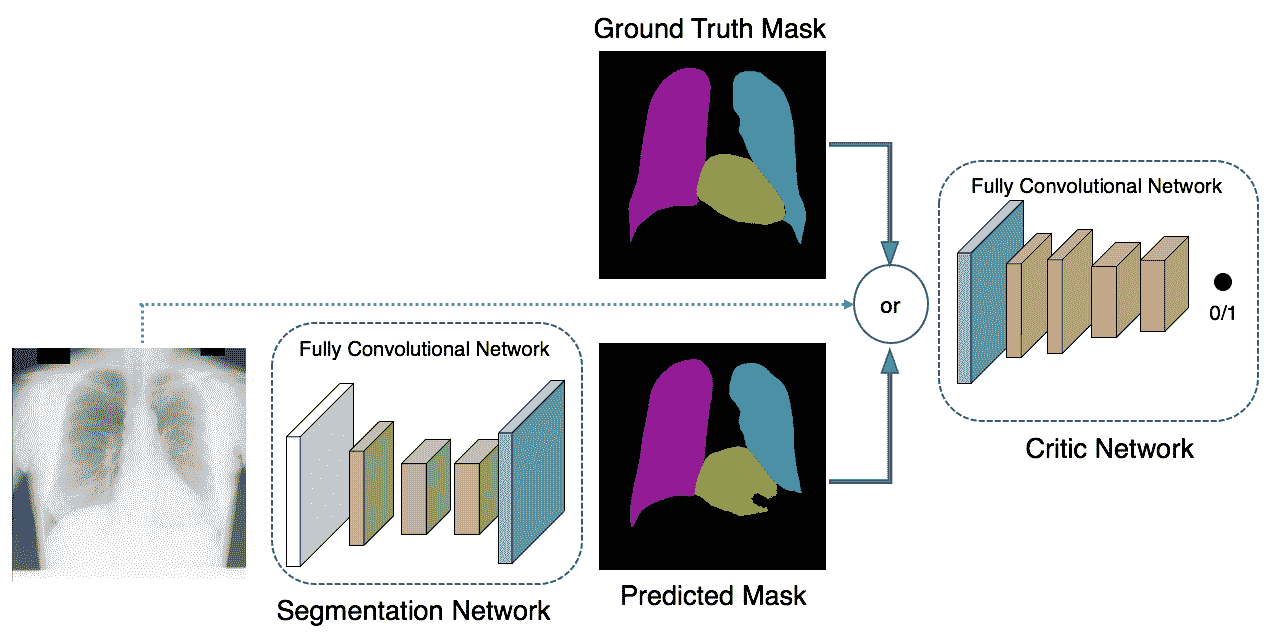 Ground Truth Mask
Fully Convolutional Network
or
0/1
Fully Convolutional Network
Critic Network
Predicted Mask
Segmentation Network